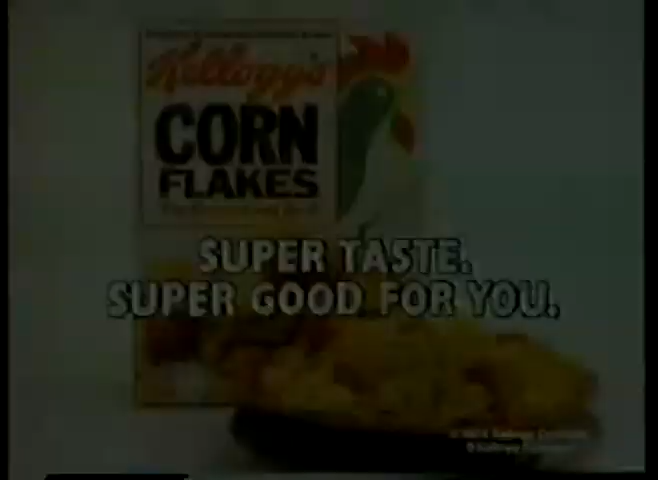 Kellogg's
CORN
FLAKES
SUPER TASTE.
SUPER GOOD FOR YOU.